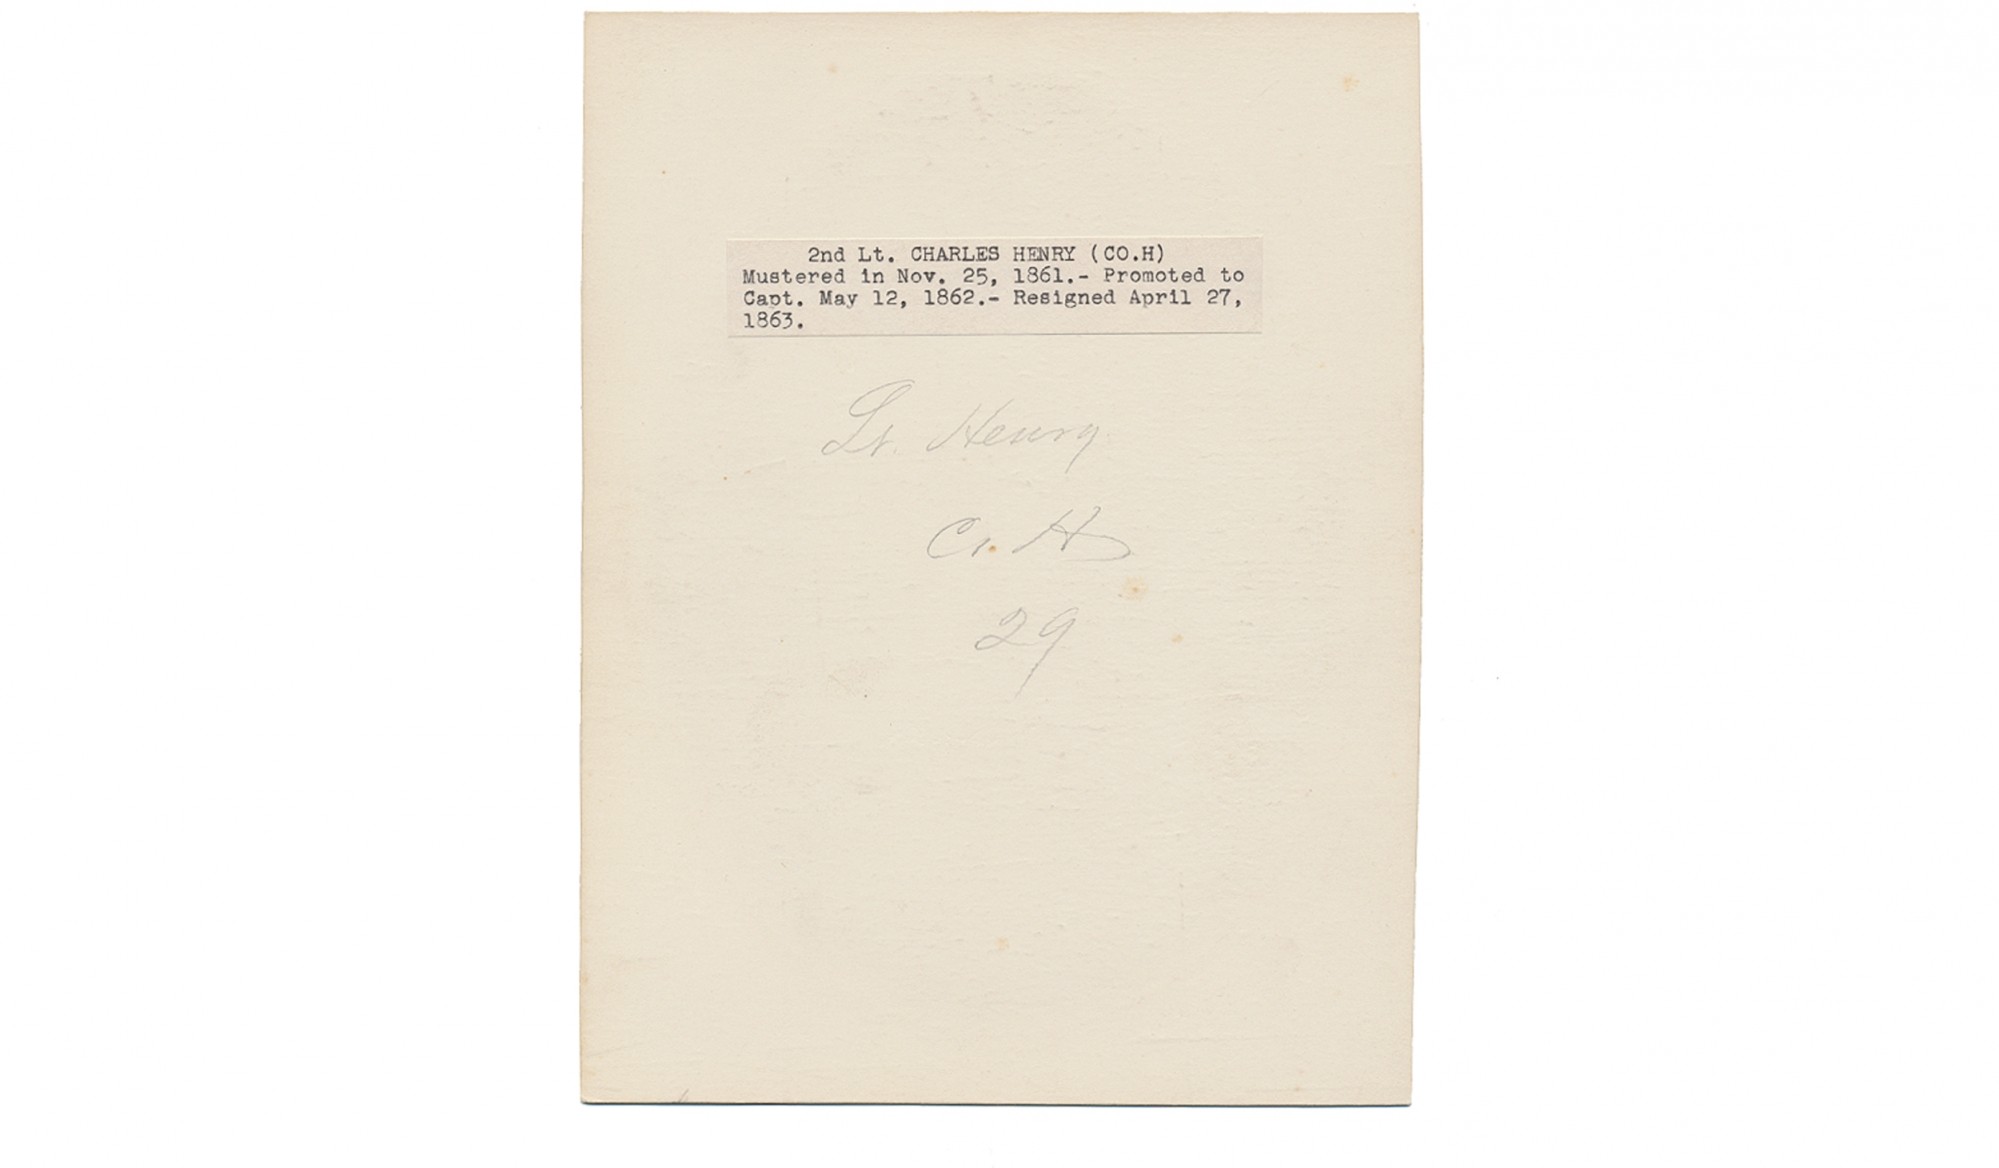 2nd Lt. CHARLES HENRY (CO.H)
Mustered in Nov. 25, 1861.- Promoted to
Capt. May 12, 1862.- Resigned April 27,
1863.
Lt. Henry
Co. H
29